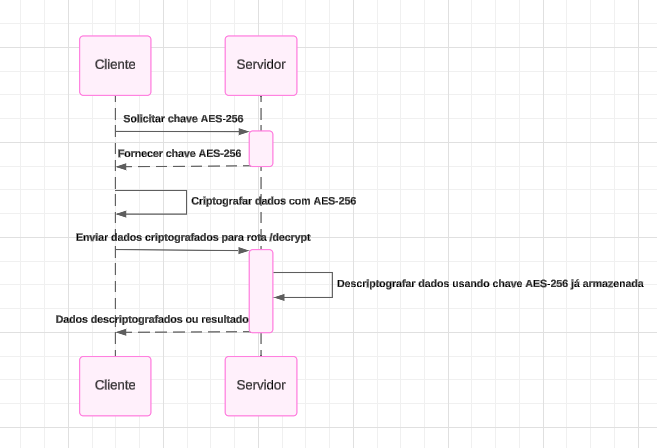 Cliente
Servidor
Solicitar chave AES-256
Fornecer chave AES-256
Criptografar dados com AES-256
Enviar dados criptografados para rota /decrypt
Descriptografar dados usando chave AES-256 já armazenada
Dados descriptografados ou resultado
Cliente
Servidor